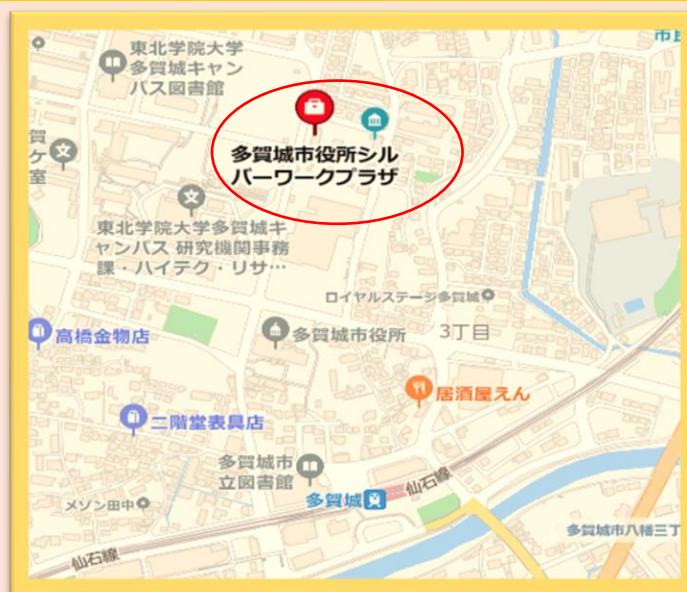 東北学院大学
多賀城キャン
パス図書館
多賀城市役所シル
バーワークプラザ
賀
ケ
室
東北学院大学多賀城キ
ャンパス 研究機関事務
課・ハイテク・リサ…
ロイヤルステージ多賀城
高橋金物店
多賀城市役所
3丁目
居酒屋えん
二階堂表具店
多賀城市
立図書館
多賀城
仙石線
メゾン田中
多賀城市八幡三丁
仙石線